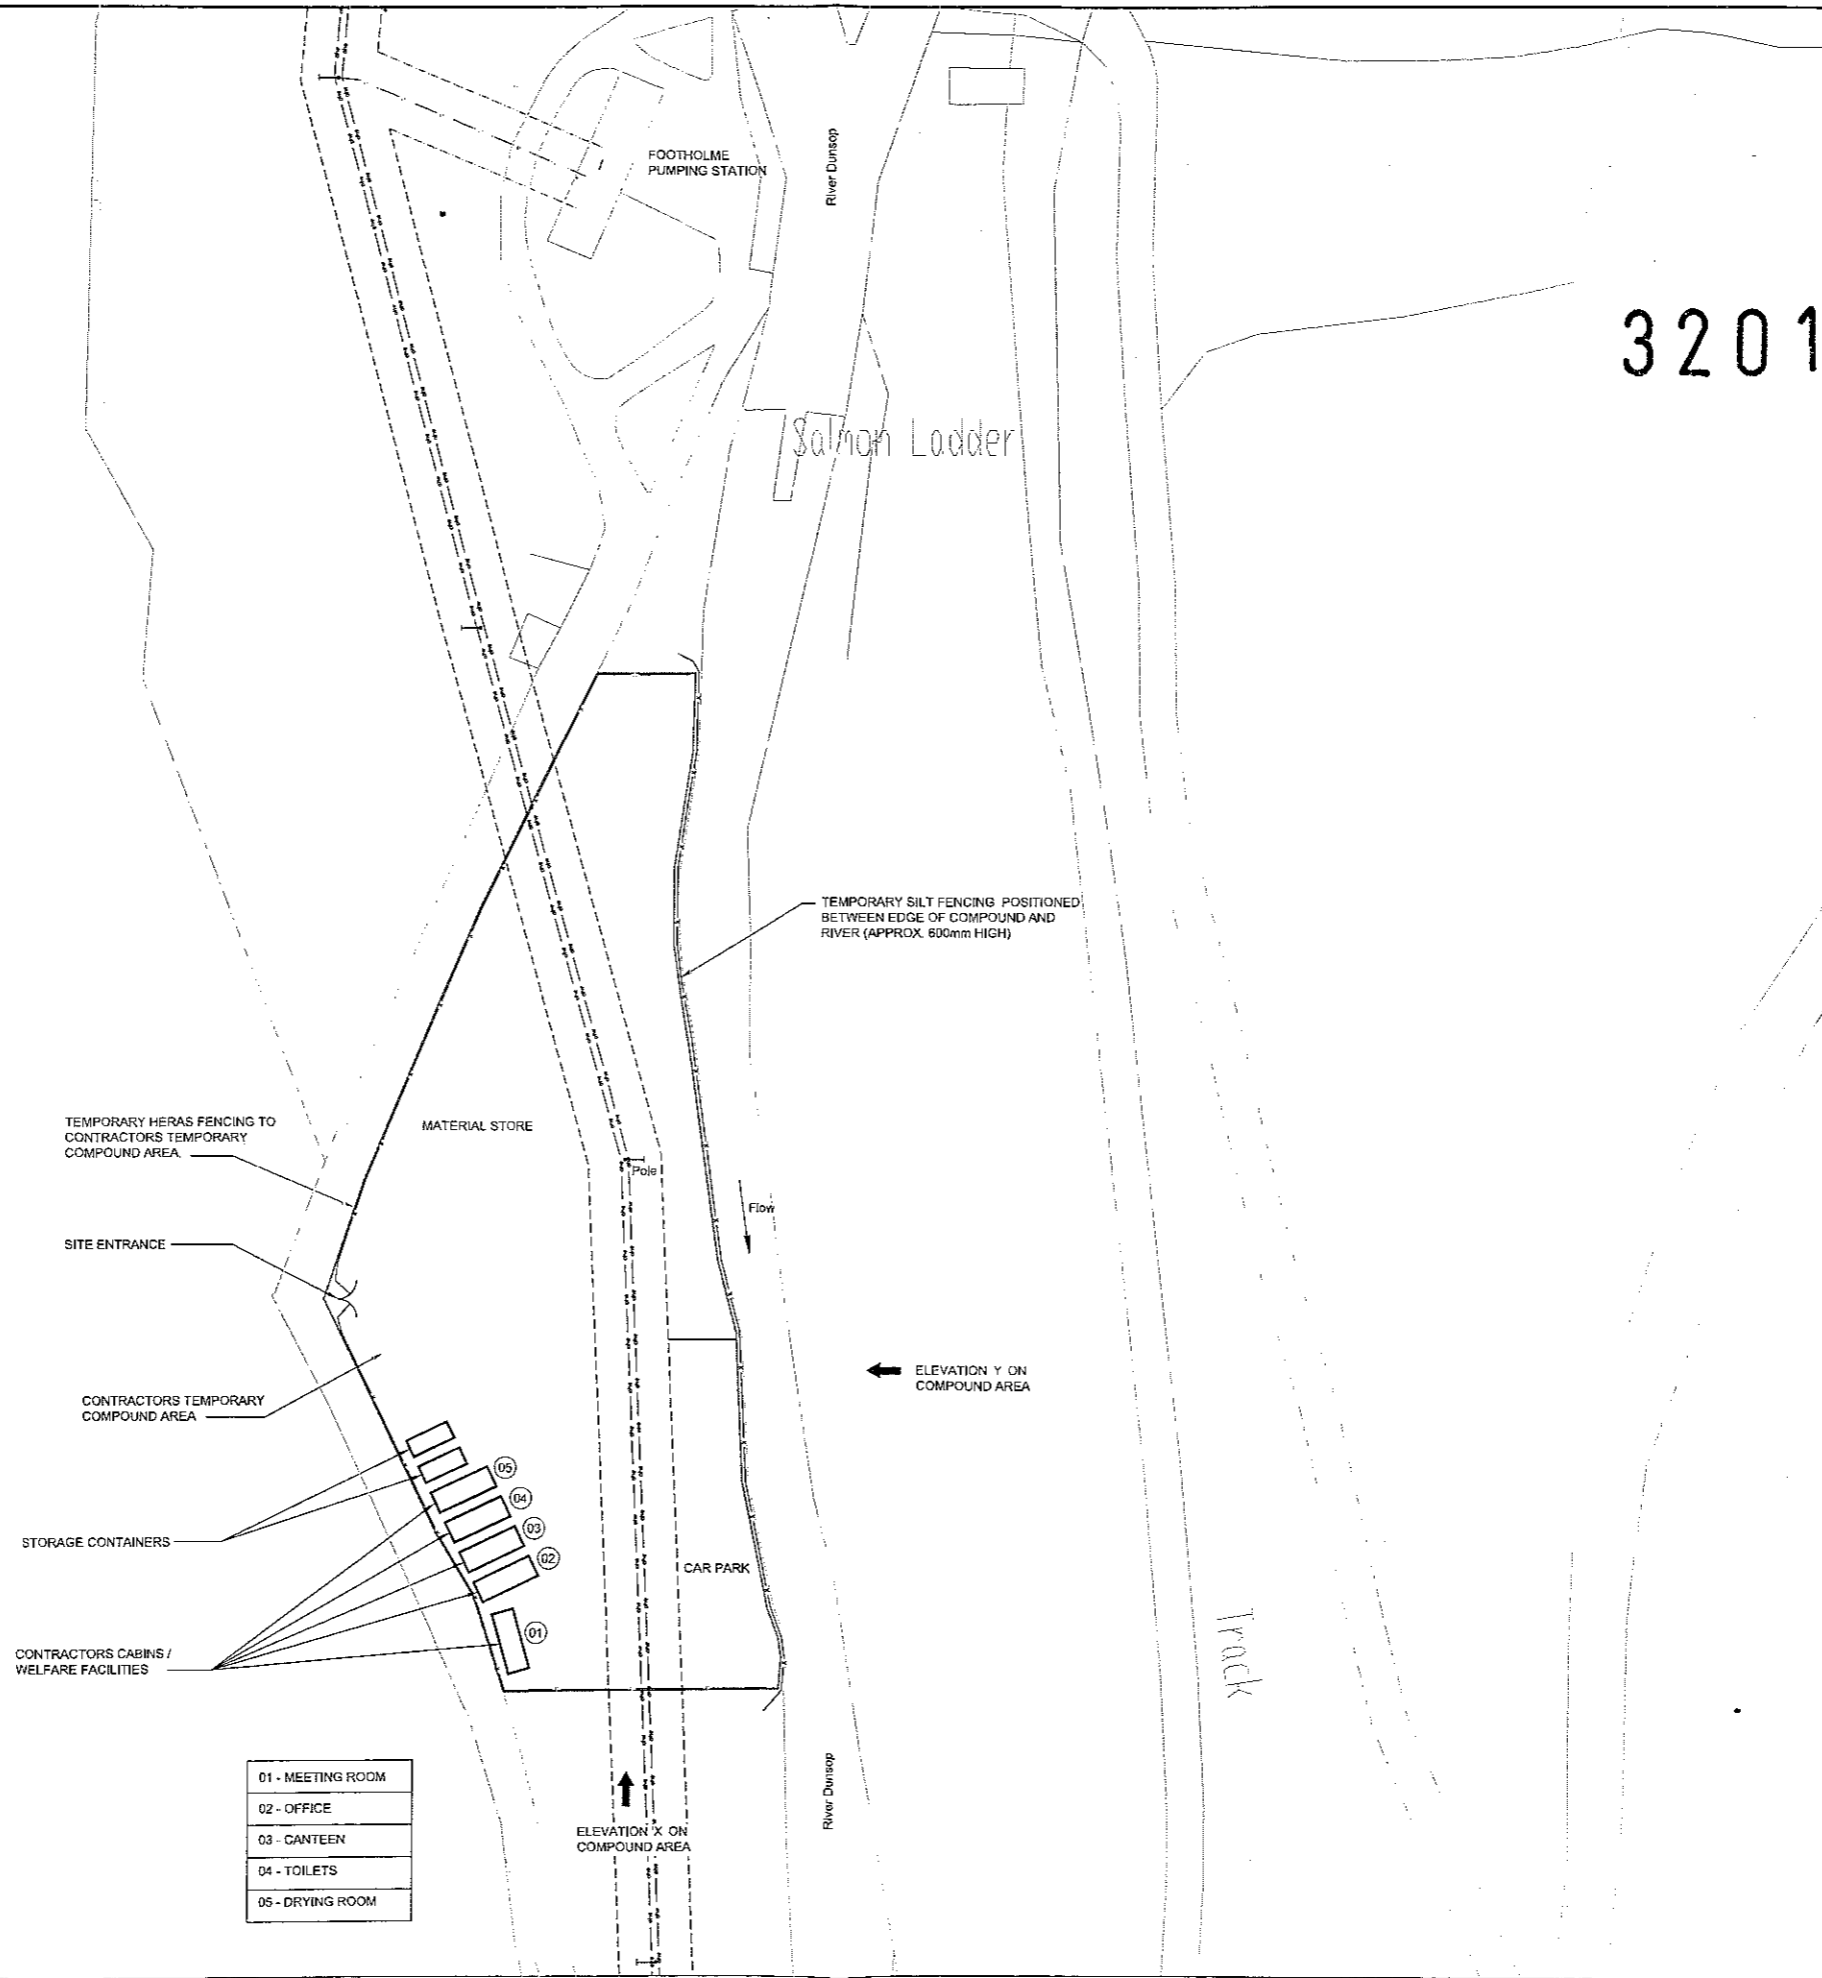 FOOTHOLME
PUMPING STATION
River Dunsop
3201
Salmon Ladder
TEMPORARY SILT FENCING POSITIONED
BETWEEN EDGE OF COMPOUND AND
RIVER (APPROX. 600mm HIGH)
TEMPORARY HERAS FENCING TO
CONTRACTORS TEMPORARY
COMPOUND AREA.
MATERIAL STORE
Pole
Flow
SITE ENTRANCE
ELEVATION Y ON
COMPOUND AREA
CONTRACTORS TEMPORARY
COMPOUND AREA
05
04
03
02
01
STORAGE CONTAINERS
CAR PARK
CONTRACTORS CABINS /
WELFARE FACILITIES
Track
01 - MEETING ROOM
02 - OFFICE
03 - CANTEEN
04 - TOILETS
05 - DRYING ROOM
ELEVATION X ON
COMPOUND AREA
River Dunsop